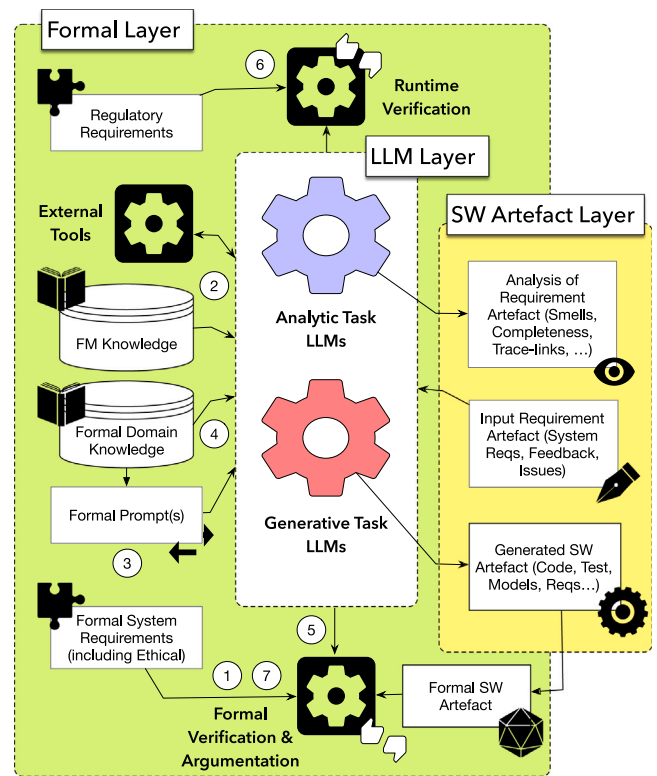 Formal Layer
6
Regulatory
Requirements
Runtime
Verification
LLM Layer
External
Tools
SW Artefact Layer
2
Analytic Task
LLMs
Analysis of
Requirement
Artefact (Smells,
Completeness,
Trace-links, …)
FM Knowledge
Formal Domain
Knowledge
4
Input Requirement
Artefact (System
Reqs, Feedback,
Issues)
Formal Prompt(s)
3
Generative Task
LLMs
Generated SW
Artefact (Code, Test,
Models, Reqs…)
Formal System
Requirements
(including Ethical)
5
1
7
Formal
Verification &
Argumentation
Formal SW
Artefact